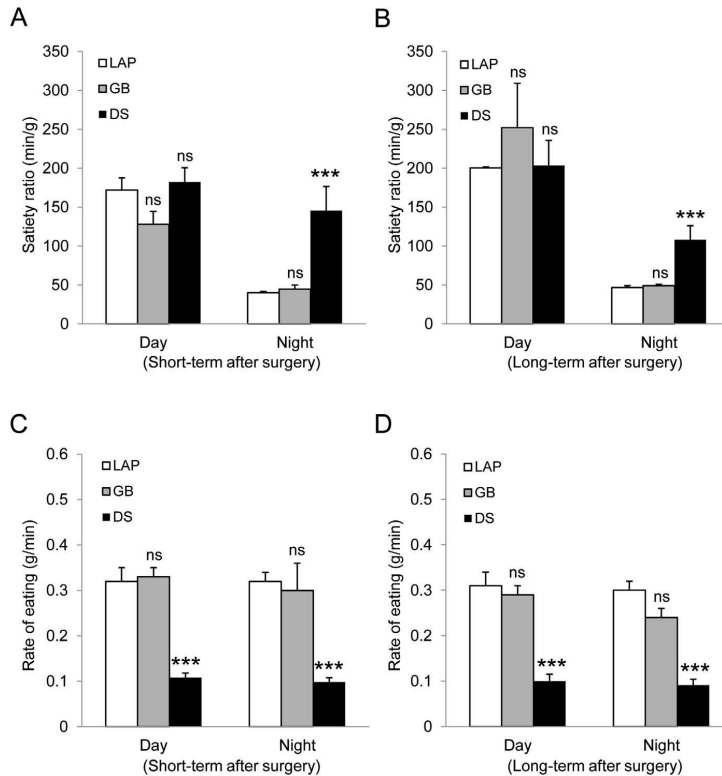 A
Satiety ratio (min/g)
350
300
250
200
150
100
50
0
LAP
GB
DS
ns
ns
ns
***
Day
Night
(Short-term after surgery)
B
Satiety ratio (min/g)
350
300
250
200
150
100
50
0
LAP
GB
DS
ns
ns
ns
***
Day
Night
(Long-term after surgery)
C
Rate of eating (g/min)
0.6
0.5
0.4
0.3
0.2
0.1
0
LAP
GB
DS
ns
***
ns
***
Day
Night
(Short-term after surgery)
D
Rate of eating (g/min)
0.6
0.5
0.4
0.3
0.2
0.1
0
LAP
GB
DS
ns
***
ns
***
Day
Night
(Long-term after surgery)